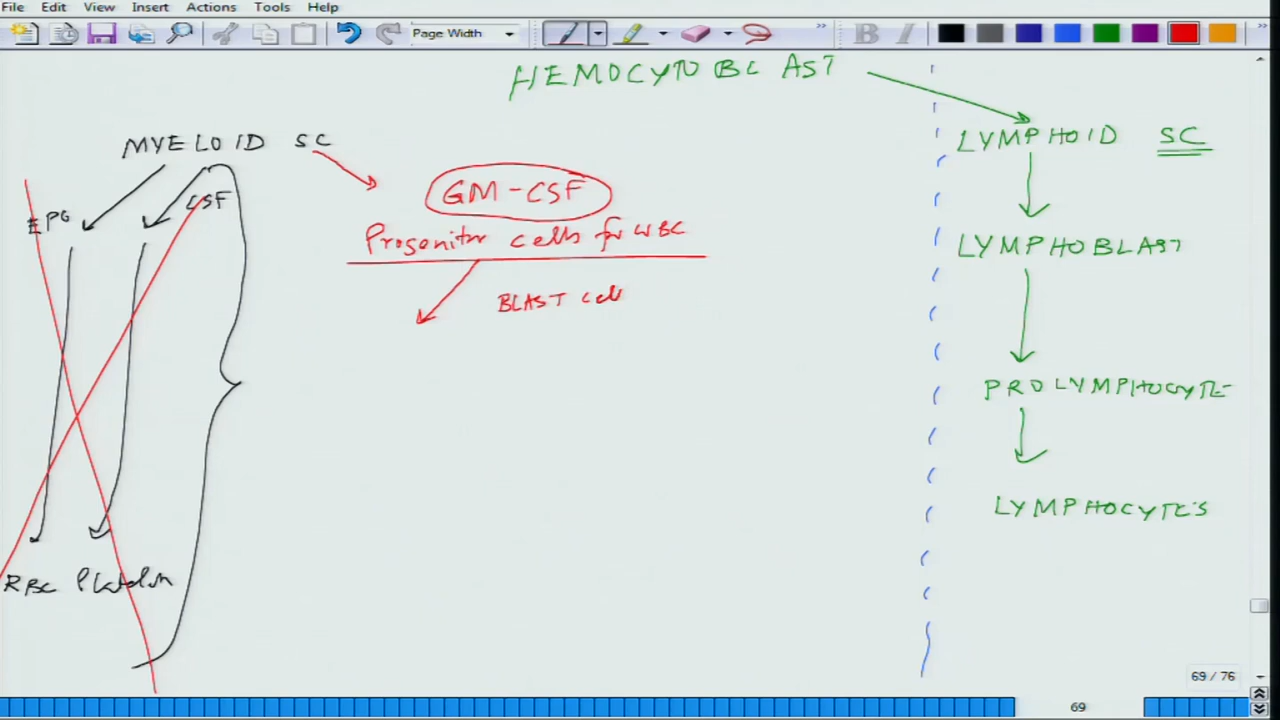 File Edit View Insert Actions Tools Help
Page Width
HEMOCYTOBLAST
MYELOID SC
LYMPHOID SC
GM-CSF
EPO
CSF
Progenitor cells for WBC
LYMPHOBLAST
BLAST cell
PROLYMPHOCYTE
LYMPHOCYTES
RBC
69 / 76
69